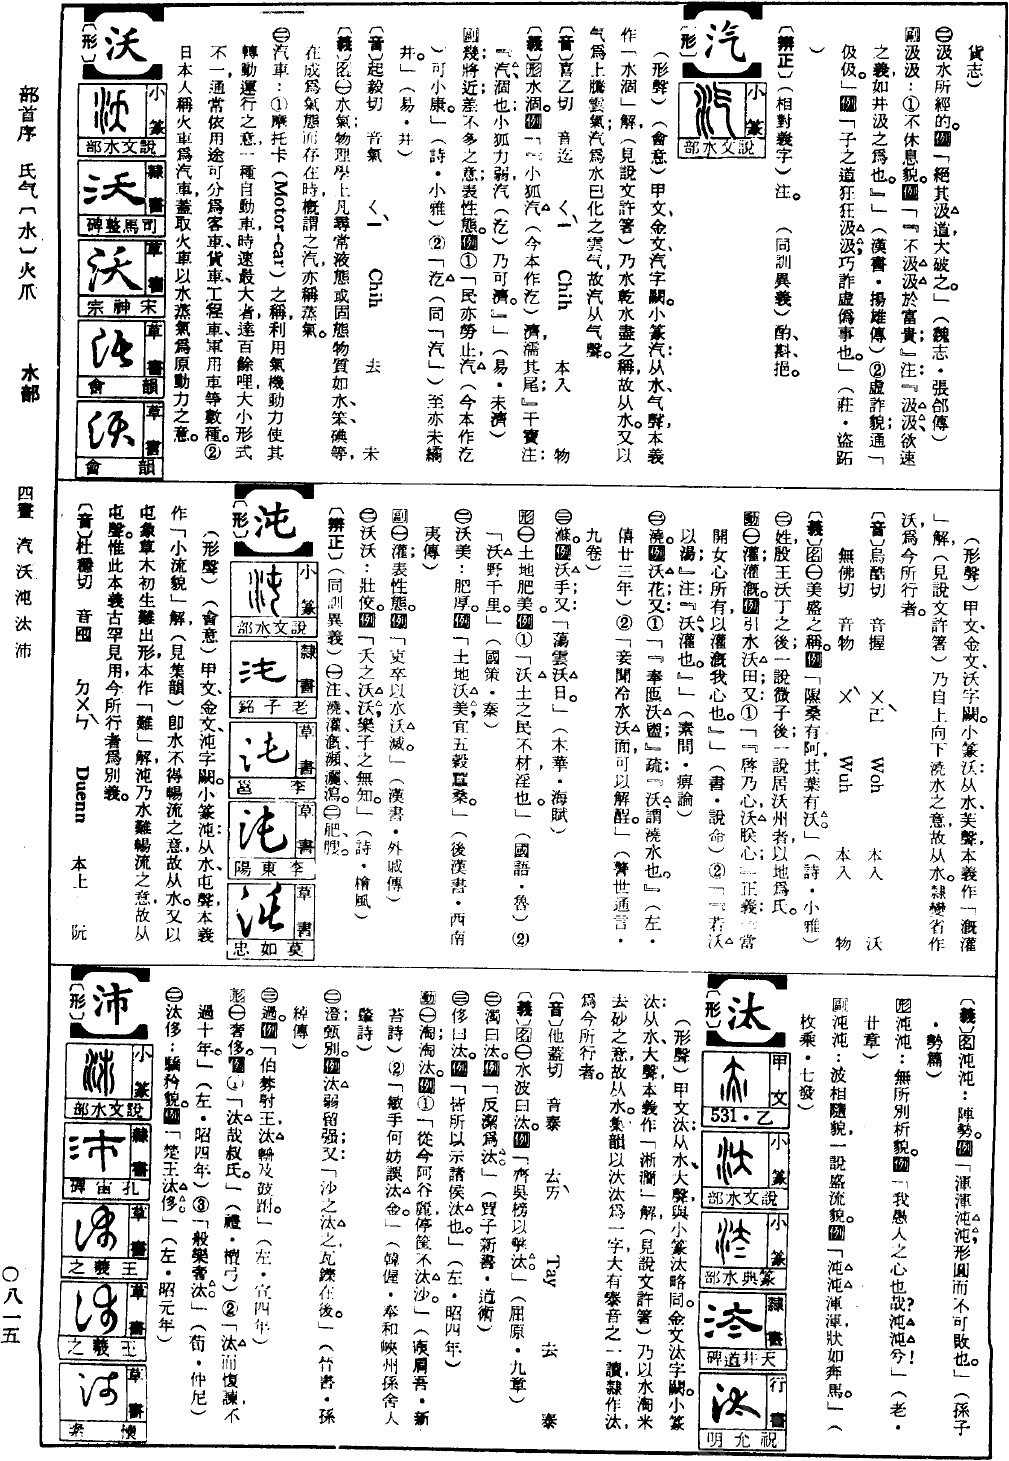 貨志）
㊂汲水所經的。例「絕其汲道大破之。」（魏志・張郃傳）
副汲汲：①不休息貌。例「『不汲汲於富貴』注：『汲汲、欲速
之義、如井汲之爲也。』」（漢書・揚雄傳）②虛詐貌通「
伋伋」。例「子之道狂狂汲汲、巧詐虛僞事也。」（莊・盜跖
）
〔辨正〕（相對義字）注。　（同訓異義）酌、斟、挹。
汽
〔形〕
小篆
說文水部
（形聲）（會意）甲文、金文、汽字闕。小篆汽：从水、气聲，本義
作「水涸」解（見說文許箸）乃水乾水盡之稱，故从水。又以
气爲上騰雲氣，汽爲水已化之雲气，故汽从气聲。
〔音〕喜乙切　音迄　ㄑㄧˋ　Chih　本入　物
〔義〕形水涸。例「『小狐汽（今本作汔）濟，濡其尾』干寶注：
『汽，涸也，小狐力弱，汽（汔）乃可濟。』」（易・未濟）
副幾；將近；差不多之意，表性態。例①「民亦勞止，汽（今本作汔
）可小康。」（詩・小雅）②「汔（同「汽」）至亦未繘
井」（易・井）
〔音〕起毅切　音氣　ㄑㄧˋ　Chih　去　未
〔義〕名㊀水氣；物理學上凡尋常液態或固態物質如水、笨碘等，
在成爲氣態而存在時，槪謂之汽，亦稱蒸氣。
㊁汽車：①摩托卡（Motor-car）之稱，利用氣機動力使其
轉動運行之意，一種自動車，時速最大者達百餘哩，大小形式
不一，通常依用途可分爲客車、貨車、工程車、軍用車等數種。②
日本人稱火車爲汽車，蓋取火車以水蒸氣爲原動力之意。
沃
〔形〕
小篆
說文水部
隸書
司馬整碑
草書
宋神宗
草書
韻會
草書
韻會
（形聲）甲文、金文沃字闕。小篆沃：从水、芺聲，本義作「漑灌
」解（見說文許箸）乃自上向下澆水之意，故从水。隸變省作
沃，爲今所行者。
〔音〕烏酷切　音握　ㄨㄛˋ　Woh　本入　沃
無佛切　音物　ㄨˋ　Wuh　本入　物
〔義〕名㊀美盛之稱。例「隰桑有阿，其葉有沃」（詩・小雅）
㊁姓，殷王沃丁之後，一說微子後，一說居沃州者，以地爲氏。
動㊀灌；灌漑。例引水沃田；又：①「『啓乃心，沃朕心』正義：當
開女心所有，以灌漑我心也。』」（書・說命）②「『若沃
以湯』注：『沃，灌也。』」（素問・痹論）
㊁澆。例沃花；又：①「『奉匜沃盥』疏：『沃謂澆水也。』（左・
僖廿三年）②「妾聞冷水沃面，可以解醒。」（警世通言・
九卷）
㊂滌。例沃手；又：「蕩雲沃日。」（木華・海賦）
形㊀土地肥美。例①「沃土之民不材，淫也。」（國語・魯）②
「沃野千里。」（國策・秦）
㊁沃美：肥厚。例「土地沃美，宜五穀蠶桑。」（後漢書・西南
夷傳）
副㊀灌，表性態。例「吏卒以水沃滅。」（漢書・外戚傳）
㊁沃沃：壯佼。例「夭之沃沃，樂子之無知。」（詩・檜風）
〔辨正〕（同訓異義）㊀注、澆、灌、漑、瀕、灑、瀉。㊁肥、腴。
沌
〔形〕
小篆
說文水部
隸書
老子銘
草書
李邕
草書
李東陽
草書
莫如忠
（形聲）（會意）甲文、金文、沌字闕。小篆沌：从水、屯聲，本義
作「小流貌」解（見集韻）卽水不得暢流之意，故从水。又以
屯象草木初生難出形，本作「難」解，沌乃水難暢流之意，故从
屯聲。惟此本義古罕見用，今所行者爲別義。
〔音〕杜穩切　音囤　ㄉㄨㄣˋ　Duenn　本上　阮
〔義〕名沌沌：陣勢。例「渾渾沌沌，形圓而不可敗也。」（孫子
・勢篇）
形沌沌：無所別析貌。例「我愚人之心也哉！沌沌兮！」（老・
廿章）
副沌沌：波相隨貌，一說盛流貌。例「沌沌渾渾，狀如奔馬。」（
枚乘・七發）
汰
〔形〕
甲文
乙・531
小篆
說文水部
小篆
篆典水部
隸書
天井道碑
行書
祝允明
（形聲）甲文汰：从水、大聲，與小篆汰略同。金文汰字闕。小篆
汰：从水、大聲，本義作「淅澗」解（見說文許箸）乃以水淘米
去砂之意，故从水。集韻以汏汰爲一字，大有泰音之一讀，隸作汰，
爲今所行者。
〔音〕他蓋切　音泰　ㄊㄞˋ　Tay　去　泰
〔義〕名㊀水波曰汰。例「齊吳榜以擊汰。」（屈原・九章）
㊁濁曰汰。例「反潔爲汰」（賈子新書・道術）
㊂侈曰汰。例「皆所以示諸侯汰也。」（左・昭四年）
動㊀淘；淘汰。例①「從今阿谷麗，停筐不汰沙。」（庾肩吾・新
苔詩）②「敏手何妨誤汰金。」（韓偓・奉和峽州孫舍人
肇詩）
㊁澄甄別。例汰弱留强；又：「沙之汰之，瓦礫在後。」（晉書・孫
綽傳）
㊂過。例「伯棼射王，汰輈，及鼓跗。」（左・宣四年）
形㊀奢侈。例①「汰哉叔氏。」（禮・檀弓）②「汰而愎諫，不
過十年。」（左・昭四年）③「般樂奢汰。」（荀・仲尼）
㊁汰侈：驕矜貌。例「楚王汰侈。」（左・昭元年）
沛
〔形〕
小篆
說文水部
隸書
孔宙碑
草書
王羲之
草書
王羲之
草書
懷素
部首序　氏气〔水〕火爪　水部　四畫　汽沃沌汰沛　〇八一五